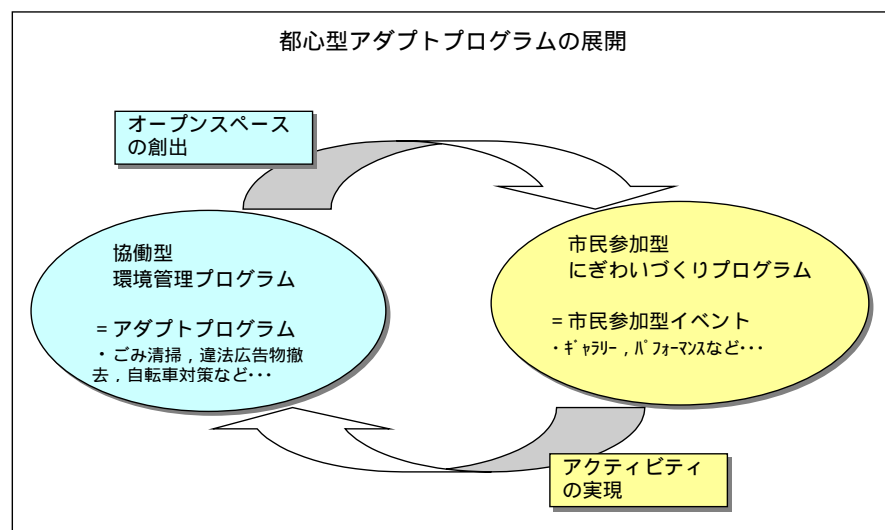 都心型アダプトプログラムの展開
オープンスペース
の創出
協働型
環境管理プログラム
=アダプトプログラム
・ごみ清掃,違法広告物撤
去,自転車対策など・・・
市民参加型
にぎわいづくりプログラム
=市民参加型イベント
・ｷﾞｬﾗﾘｰ,ﾊﾟﾌｫｰﾏﾝｽなど・・・
アクティビティ
の実現